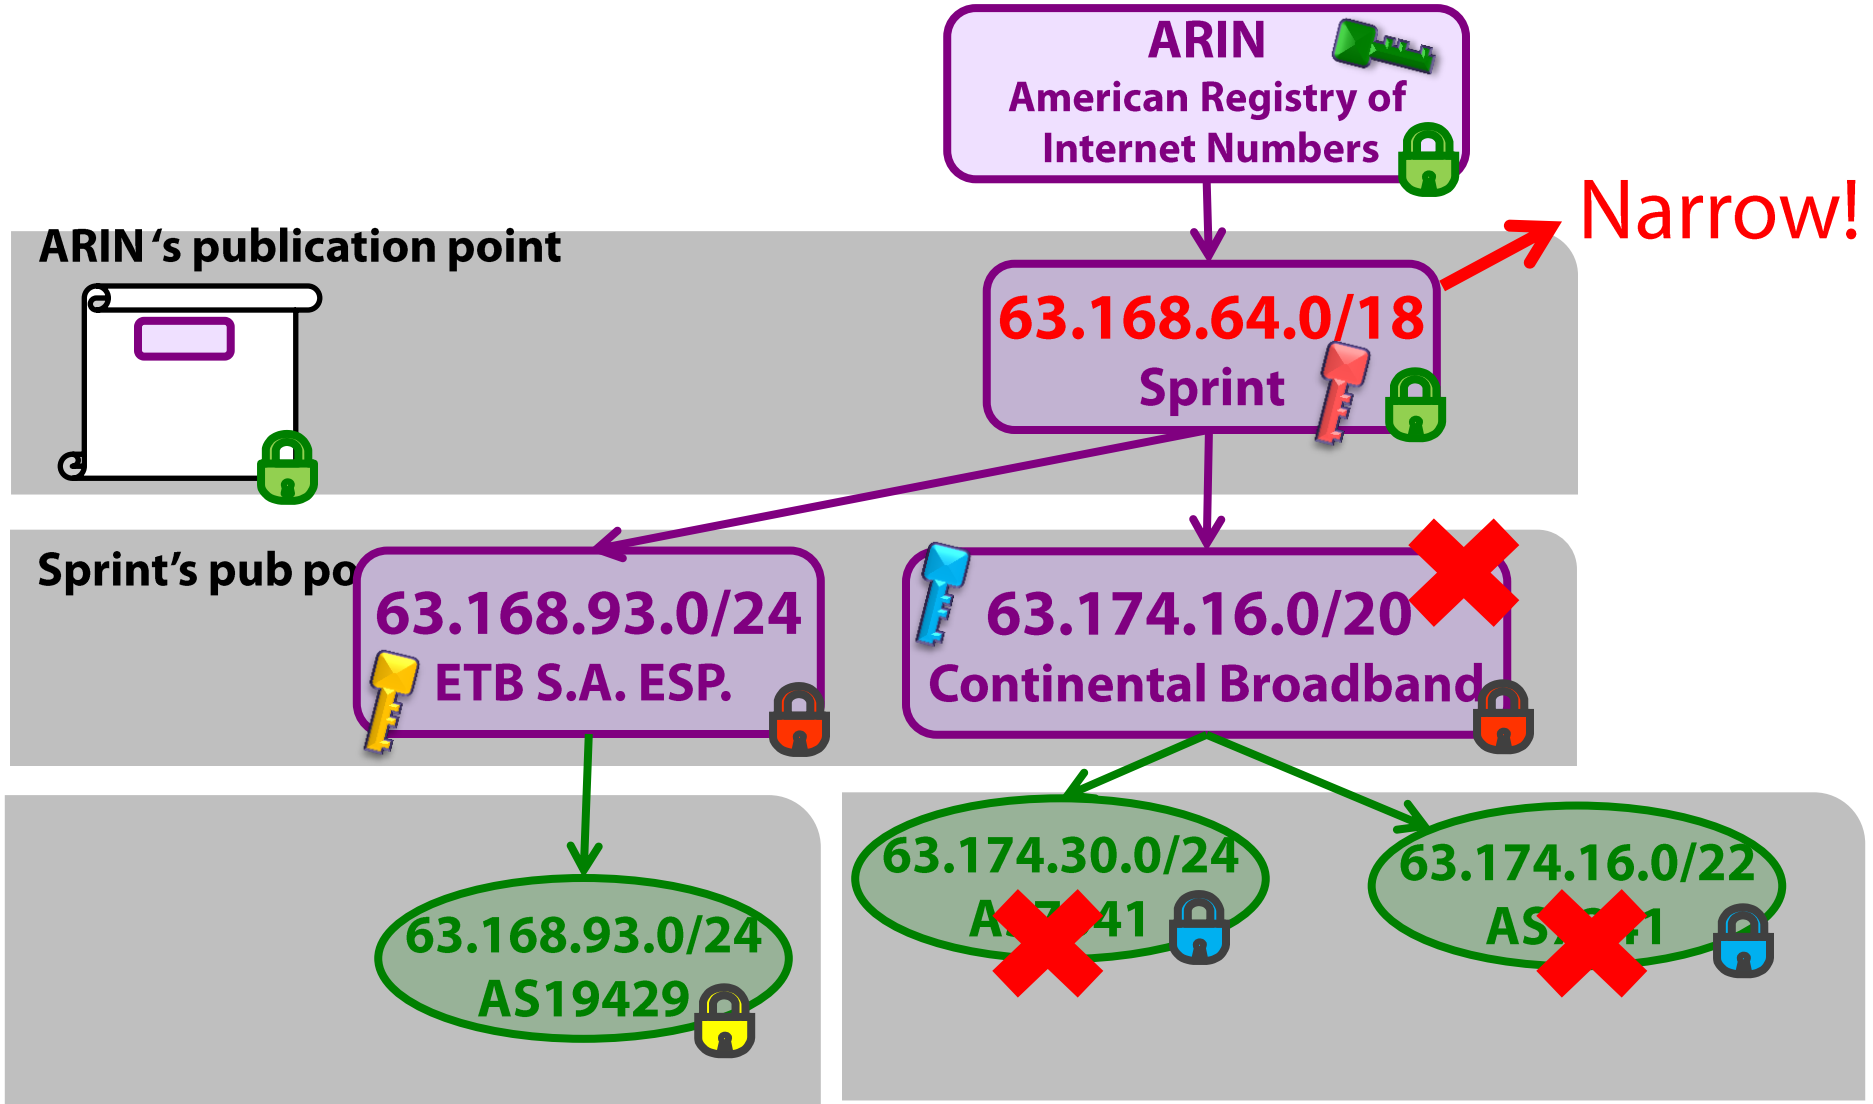 ARIN
American Registry of
Internet Numbers
Narrow!
ARIN ‘s publication point
63.168.64.0/18
Sprint
Sprint’s pub po
63.168.93.0/24
ETB S.A. ESP.
63.174.16.0/20
Continental Broadband
63.174.30.0/24
63.174.16.0/22
63.168.93.0/24
AS19429